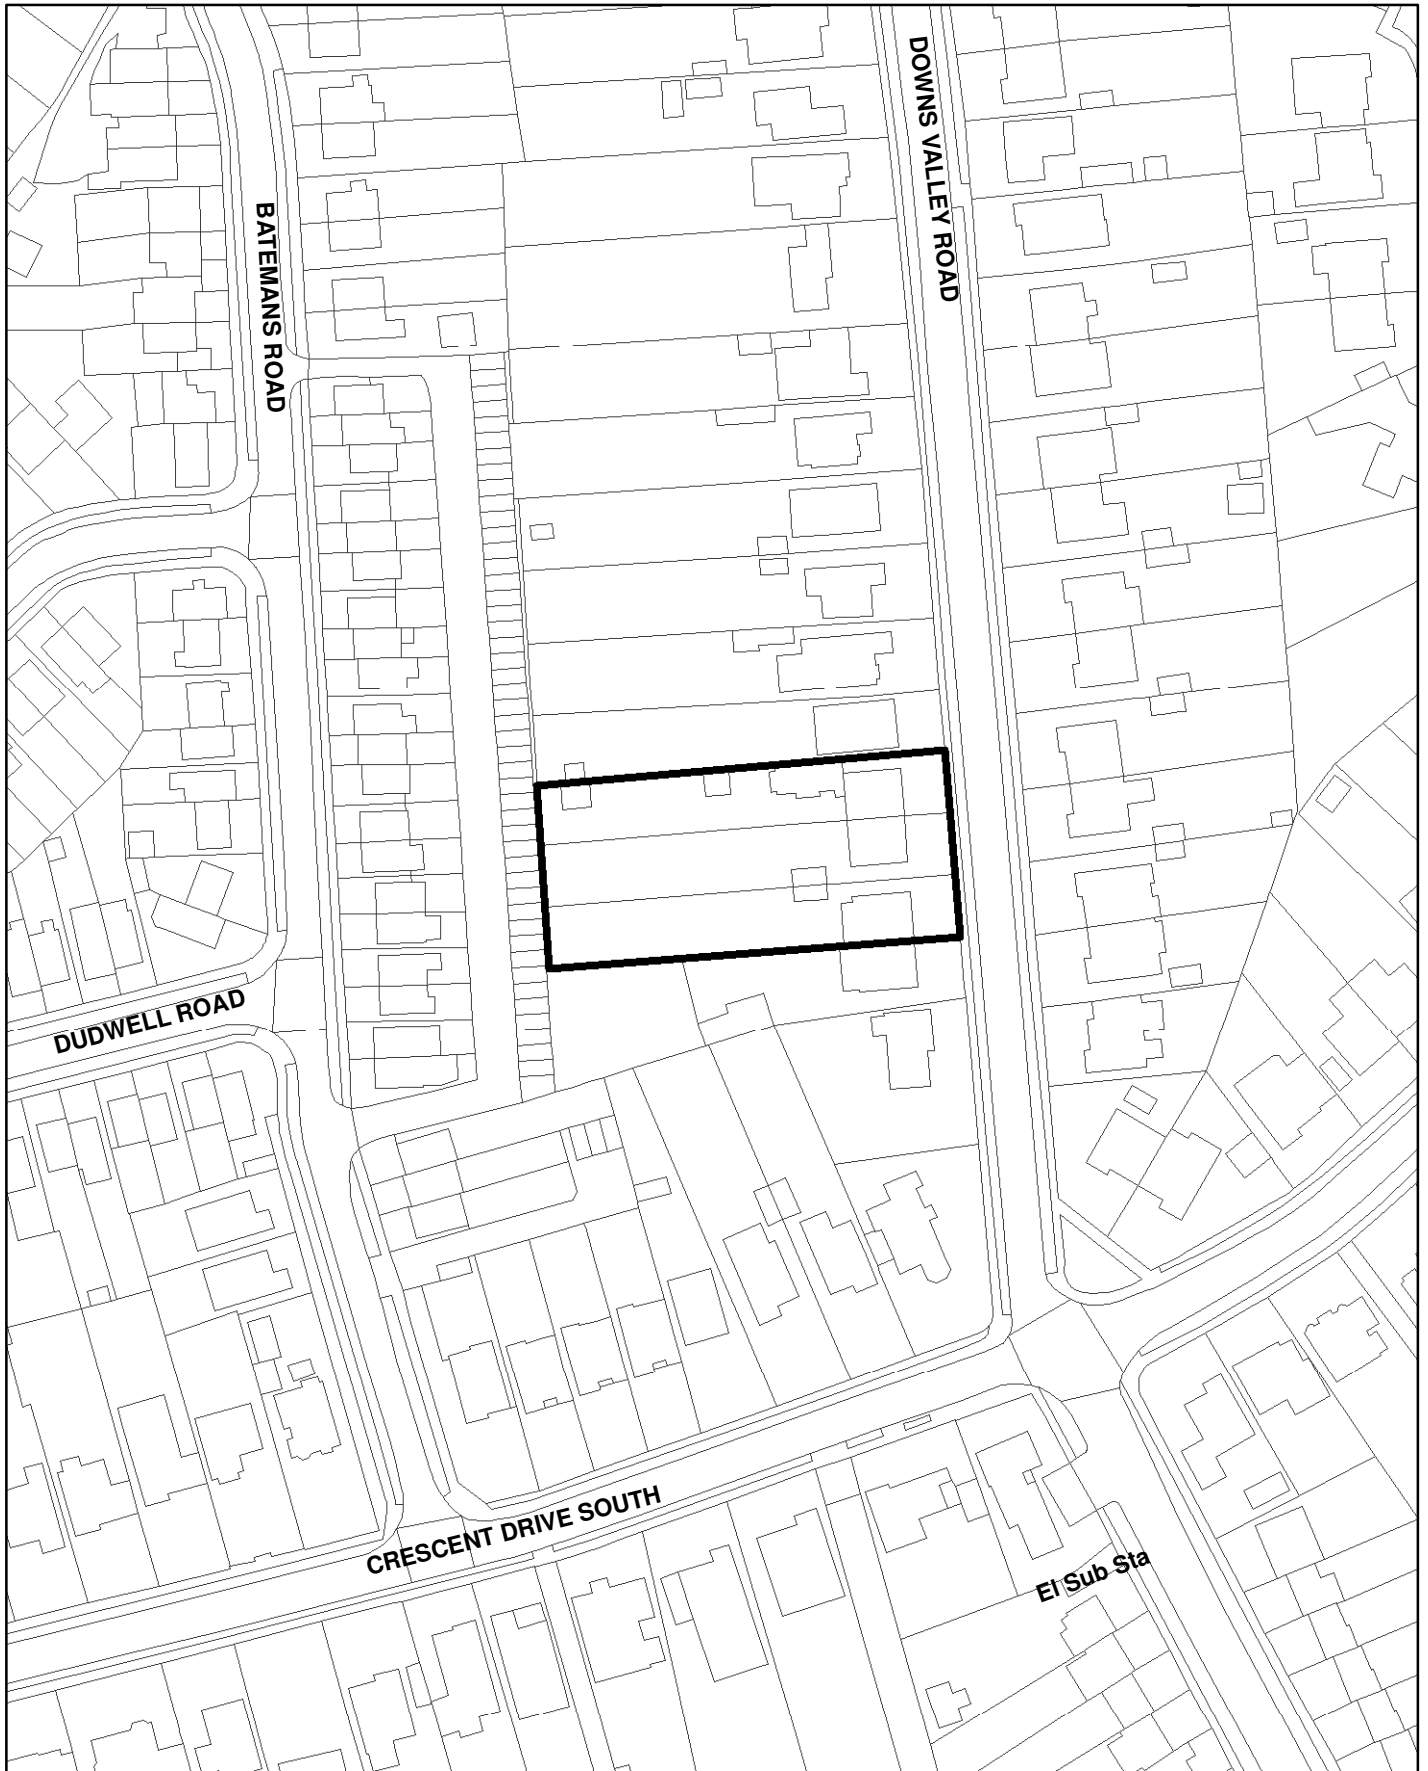 DOWNS VALLEY ROAD
BATEMANS ROAD
DUDWELL ROAD
CRESCENT DRIVE SOUTH
El Sub Sta